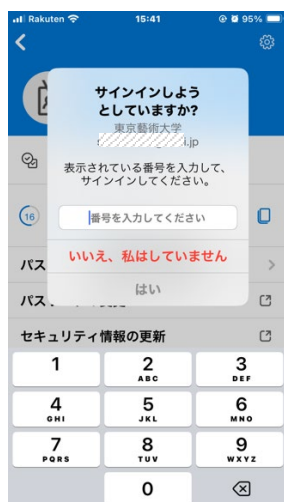 Rakuten 15:41 95%
サインインしよう
としていますか?
東京藝術大学
.jp
表示されている番号を入力して、
サインインしてください。
16
番号を入力してください
いいえ、私はしていません
パス
はい
パス
セキュリティ情報の更新
1
2
ABC
3
DEF
4
GHI
5
JKL
6
MNO
7
PQRS
8
TUV
9
WXYZ
0